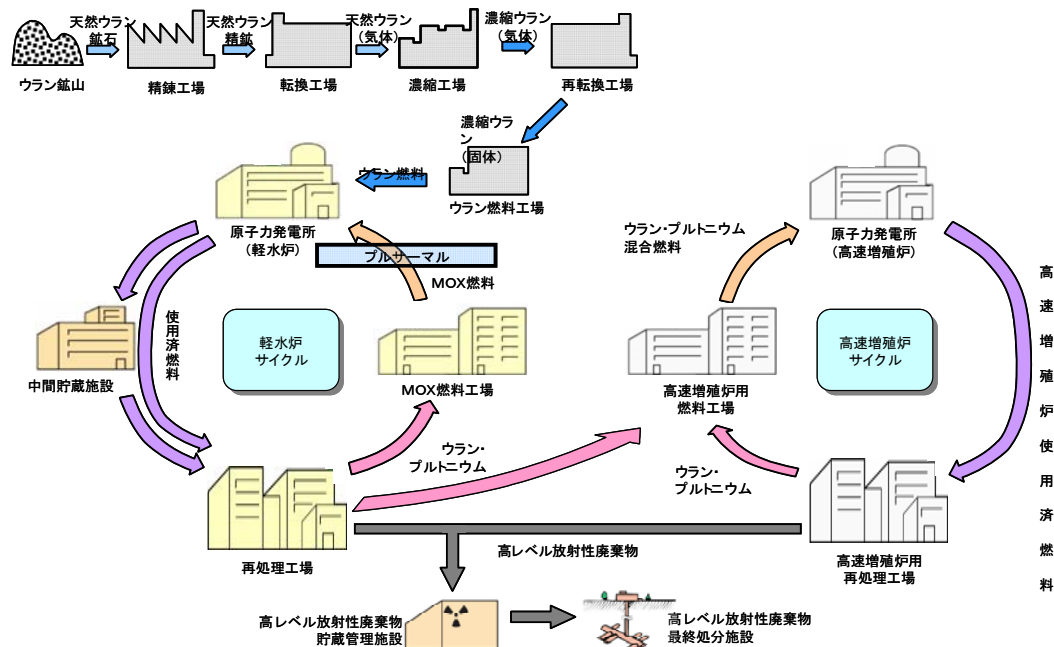 天然ウラン
鉱石
天然ウラン
精鉱
天然ウラン
（気体）
濃縮ウラン
（気体）
ウラン鉱山
精錬工場
転換工場
濃縮工場
再転換工場
濃縮ウラ
ン
（固体）
ウラン燃料
ウラン燃料工場
原子力発電所
（軽水炉）
プルサーマル
MOX燃料
ウラン・プルトニウム
混合燃料
原子力発電所
（高速増殖炉）
使用済燃料
軽水炉
サイクル
高速増殖炉
サイクル
高速増殖炉使用済燃料
中間貯蔵施設
MOX燃料工場
高速増殖炉用
燃料工場
ウラン・
プルトニウム
ウラン・
プルトニウム
再処理工場
高レベル放射性廃棄物
高速増殖炉用
再処理工場
高レベル放射性廃棄物
貯蔵管理施設
高レベル放射性廃棄物
最終処分施設